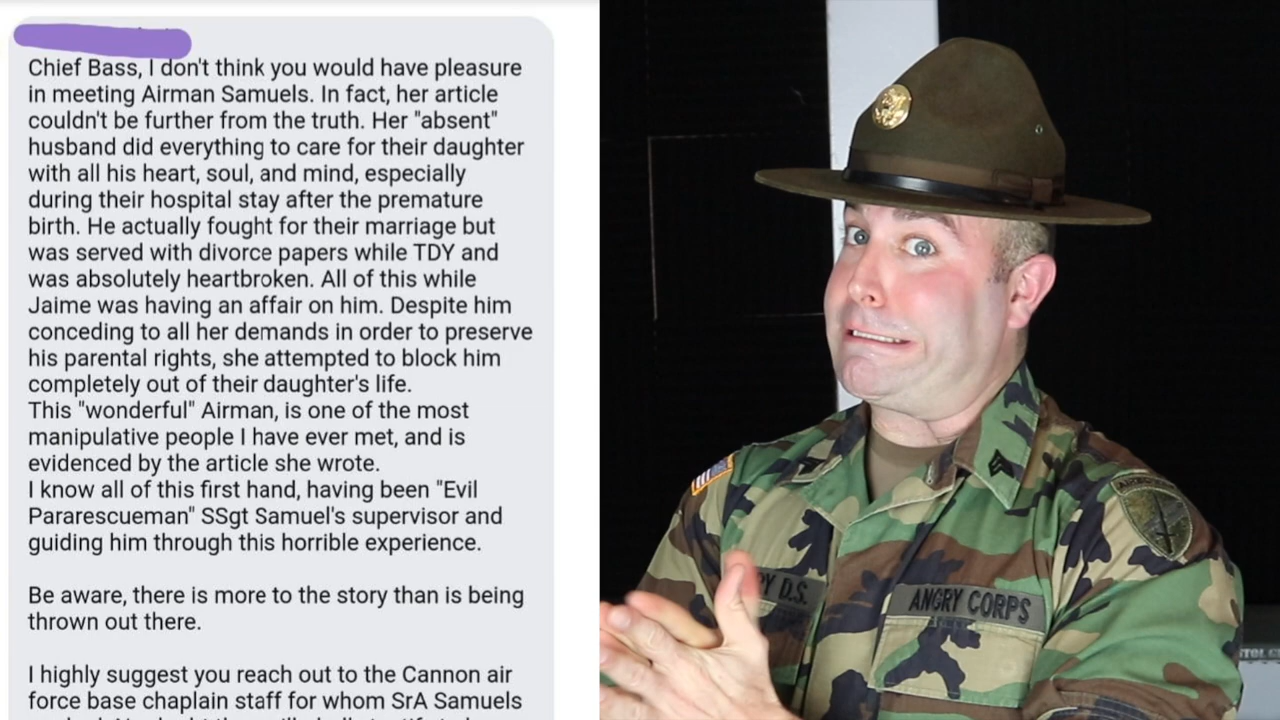 Chief Bass, I don't think you would have pleasure
in meeting Airman Samuels. In fact, her article
couldn't be further from the truth. Her "absent"
husband did everything to care for their daughter
with all his heart, soul, and mind, especially
during their hospital stay after the premature
birth. He actually fought for their marriage but
was served with divorce papers while TDY and
was absolutely heartbroken. All of this while
Jaime was having an affair on him. Despite him
conceding to all her demands in order to preserve
his parental rights, she attempted to block him
completely out of their daughter's life.
This "wonderful" Airman, is one of the most
manipulative people I have ever met, and is
evidenced by the article she wrote.
I know all of this first hand, having been "Evil
Pararescueman" SSgt Samuel's supervisor and
guiding him through this horrible experience.
Be aware, there is more to the story than is being
thrown out there.
I highly suggest you reach out to the Cannon air
force base chaplain staff for whom SrA Samuels
D.S.
ANGRY CORPS